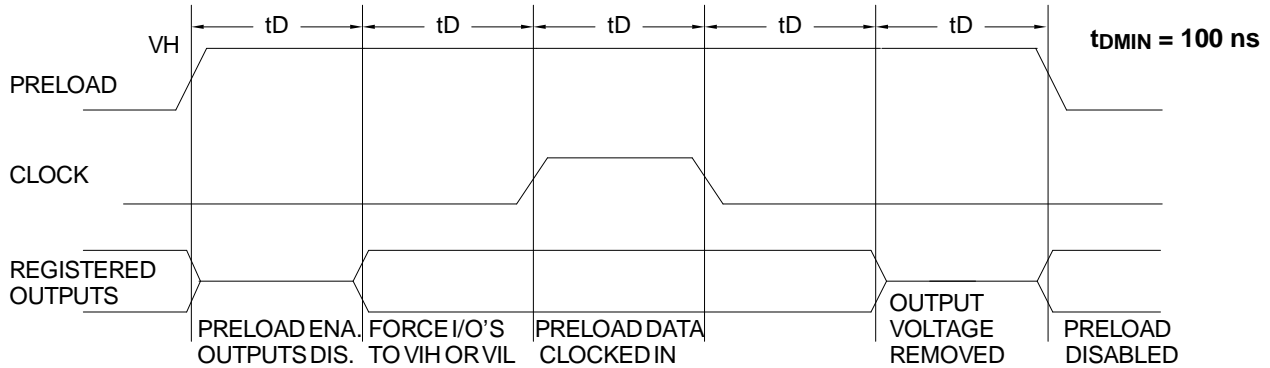 tD tD tD tD tD
VH
tDMIN = 100 ns
PRELOAD
CLOCK
REGISTERED
OUTPUTS
PRELOAD ENA.
OUTPUTS DIS.
FORCE I/O'S
TO VIH OR VIL
PRELOAD DATA
CLOCKED IN
OUTPUT
VOLTAGE
REMOVED
PRELOAD
DISABLED